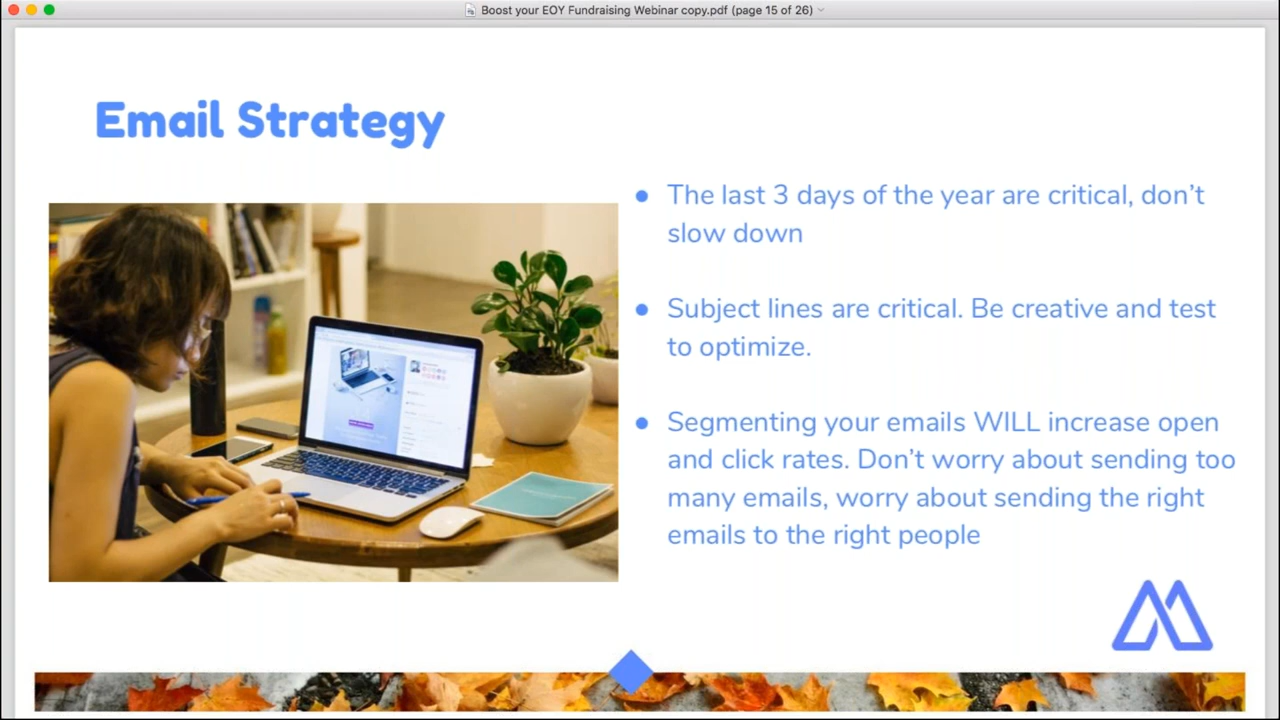 Boost your EOY Fundraising Webinar copy.pdf (page 15 of 26)
Email Strategy
● The last 3 days of the year are critical, don’t
slow down
● Subject lines are critical. Be creative and test
to optimize.
● Segmenting your emails WILL increase open
and click rates. Don’t worry about sending too
many emails, worry about sending the right
emails to the right people